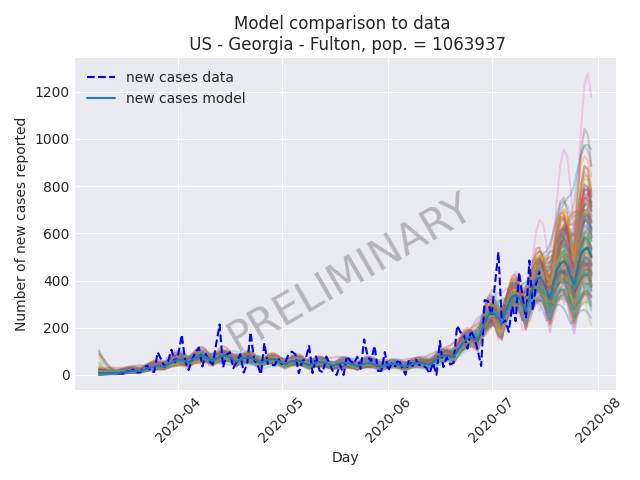 Model comparison to data
US - Georgia - Fulton, pop. = 1063937
new cases data
new cases model
Number of new cases reported
1200
1000
800
600
400
200
0
PRELIMINARY
2020-04
2020-05
2020-06
2020-07
2020-08
Day